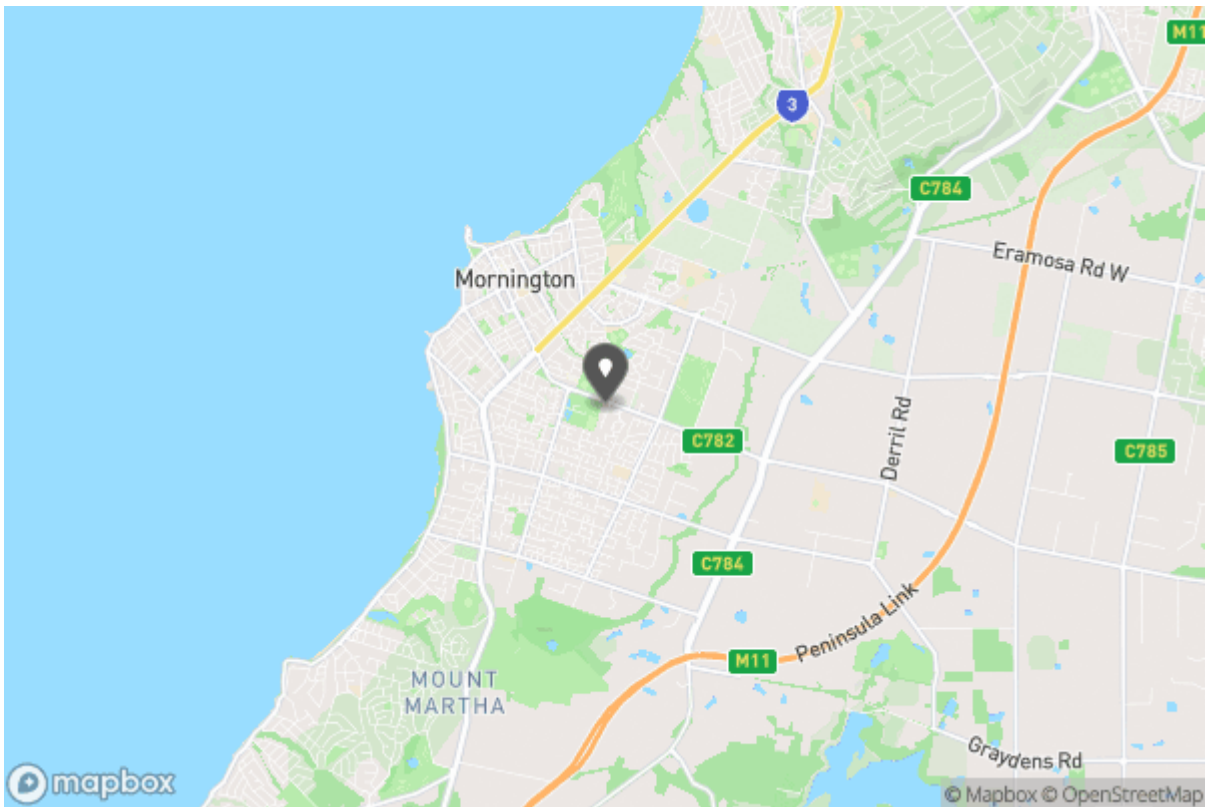 M11
3
C784
Eramosa Rd W
Mornington
Derril Rd
C782
C785
C784
Peninsula Link
M11
MOUNT
MARTHA
Graydens Rd
mapbox
© Mapbox © OpenStreetMap